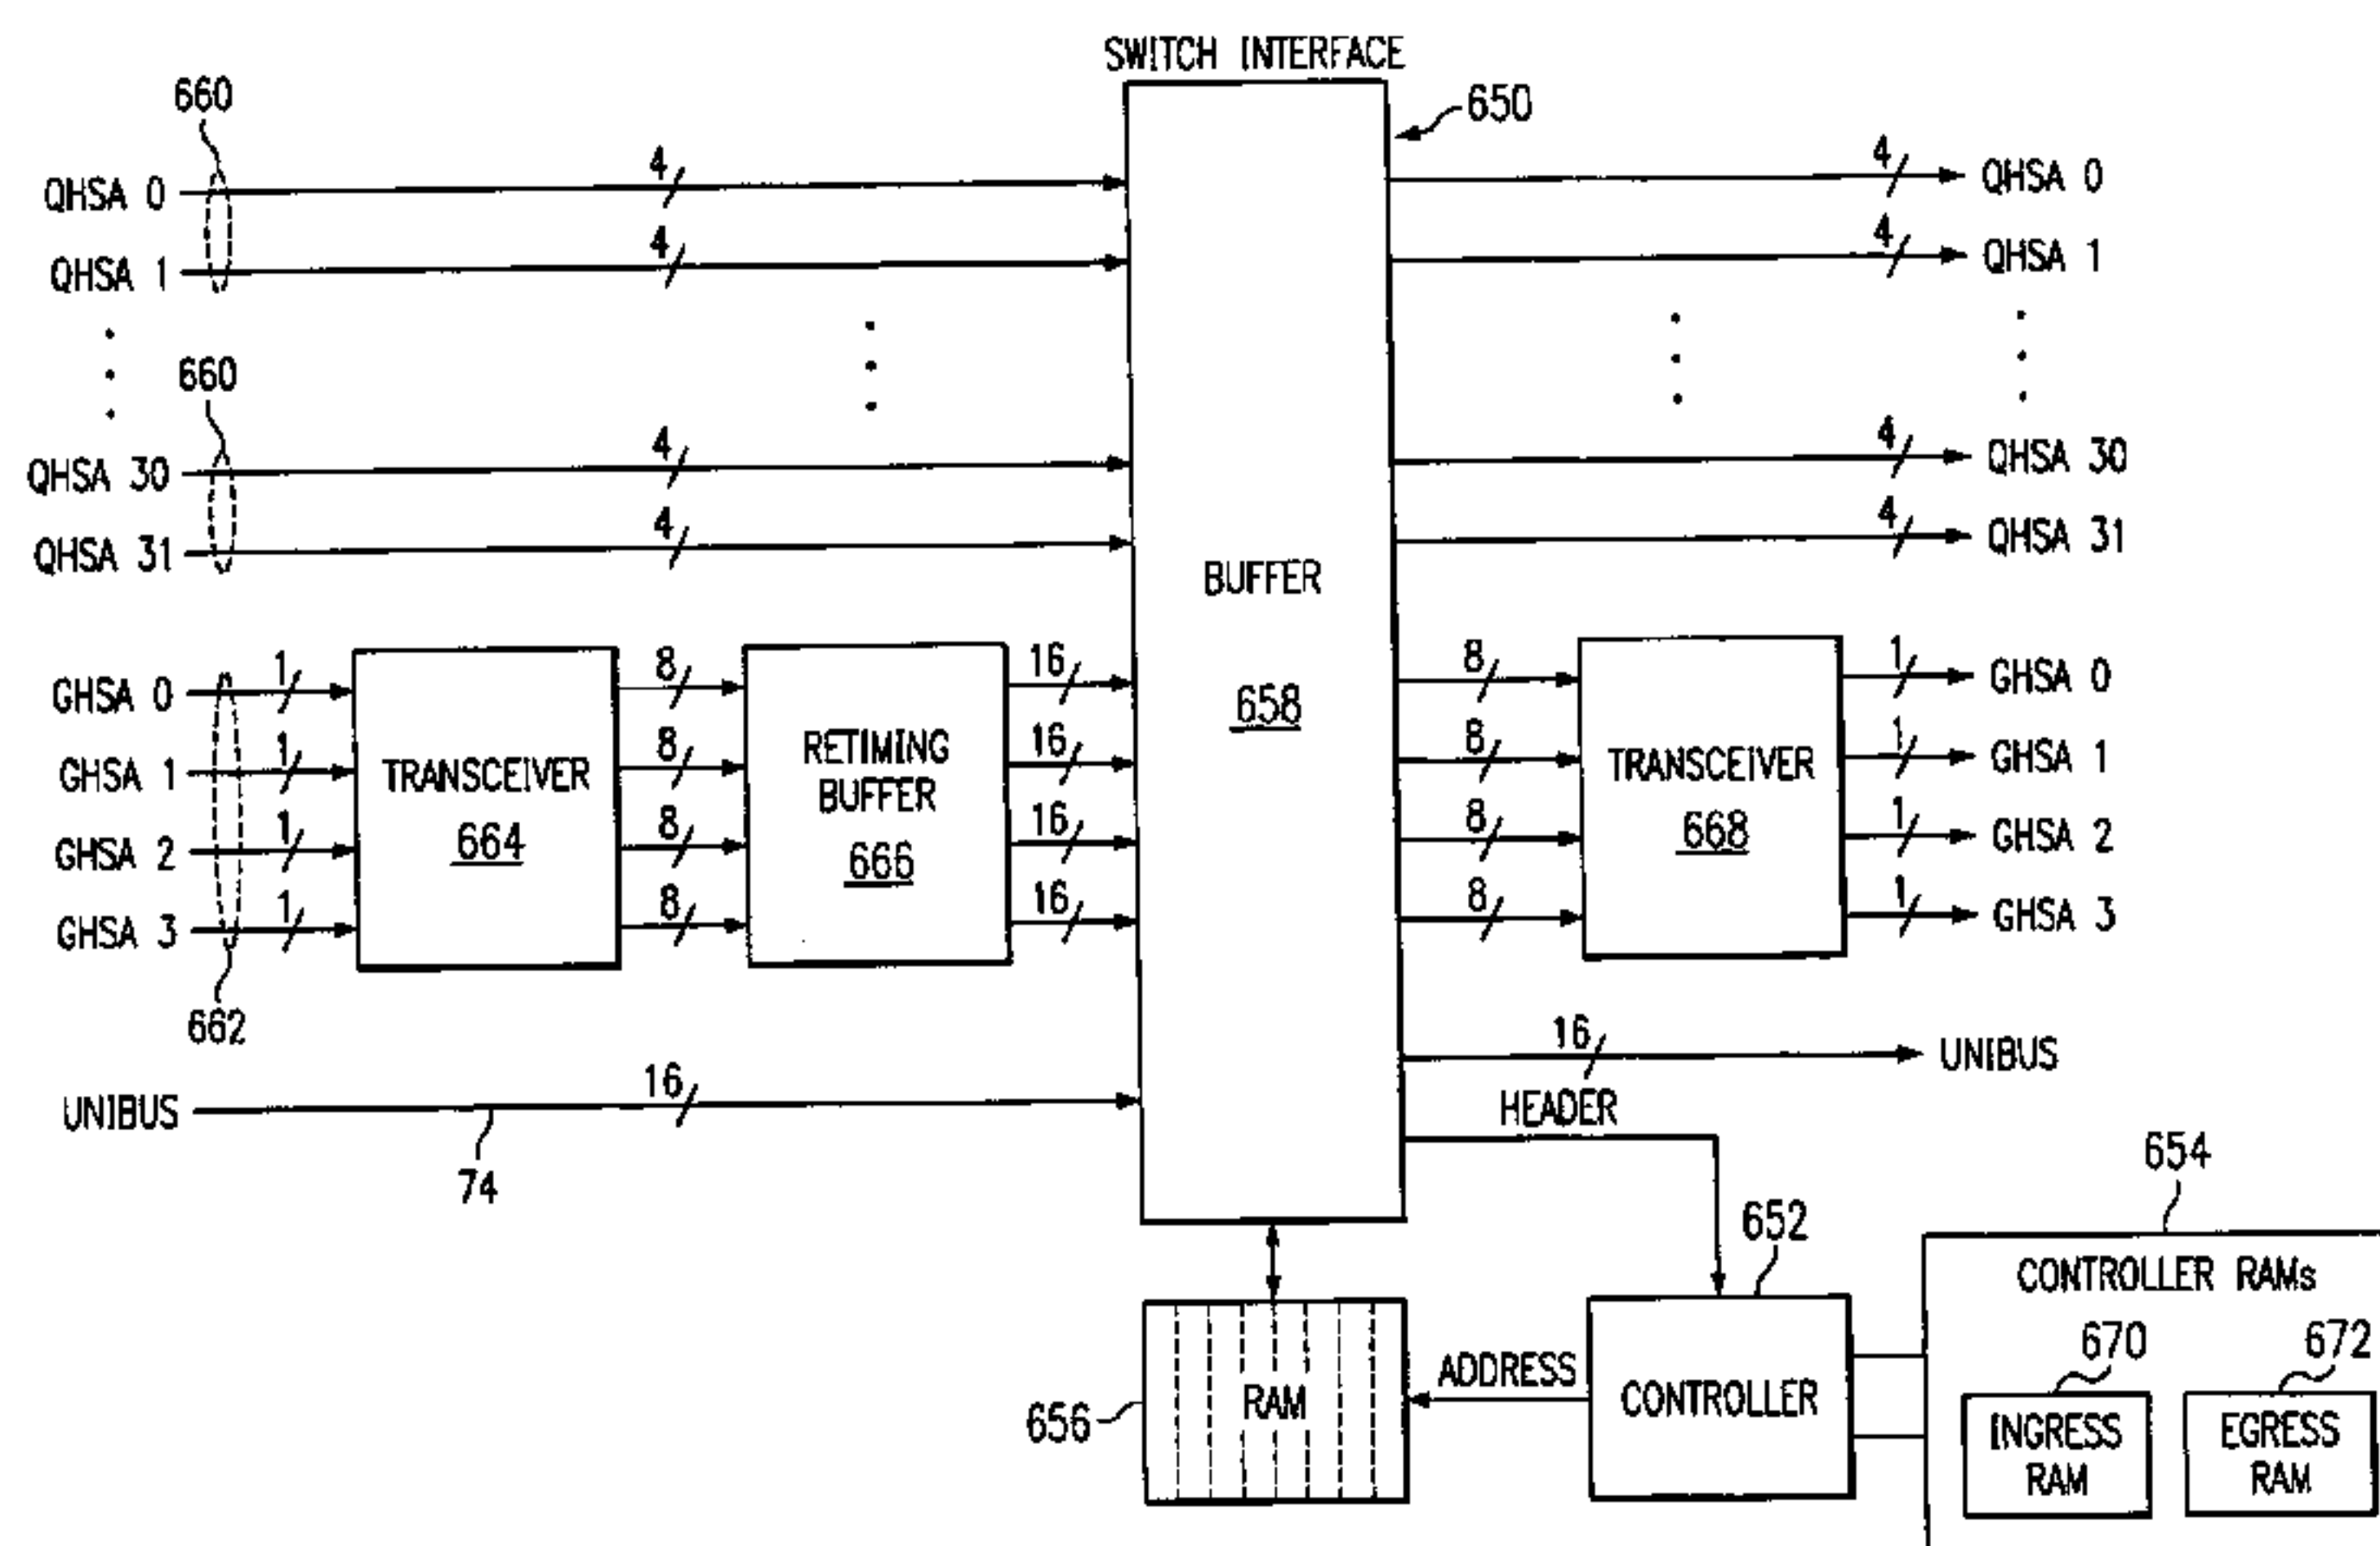 SWITCH INTERFACE
660
650
QHSA 0
4
4
QHSA 0
QHSA 1
4
4
QHSA 1
660
QHSA 30
4
4
QHSA 30
QHSA 31
4
4
QHSA 31
BUFFER
658
GHSA 0
1
8
16
8
1
GHSA 0
GHSA 1
1
8
16
8
1
GHSA 1
GHSA 2
1
8
16
8
1
GHSA 2
GHSA 3
1
8
16
8
1
GHSA 3
TRANSCEIVER
664
RETIMING
BUFFER
666
TRANSCEIVER
668
662
UNIBUS
16
74
16
UNIBUS
HEADER
654
652
CONTROLLER RAMs
670
672
656
RAM
ADDRESS
CONTROLLER
INGRESS
RAM
EGRESS
RAM